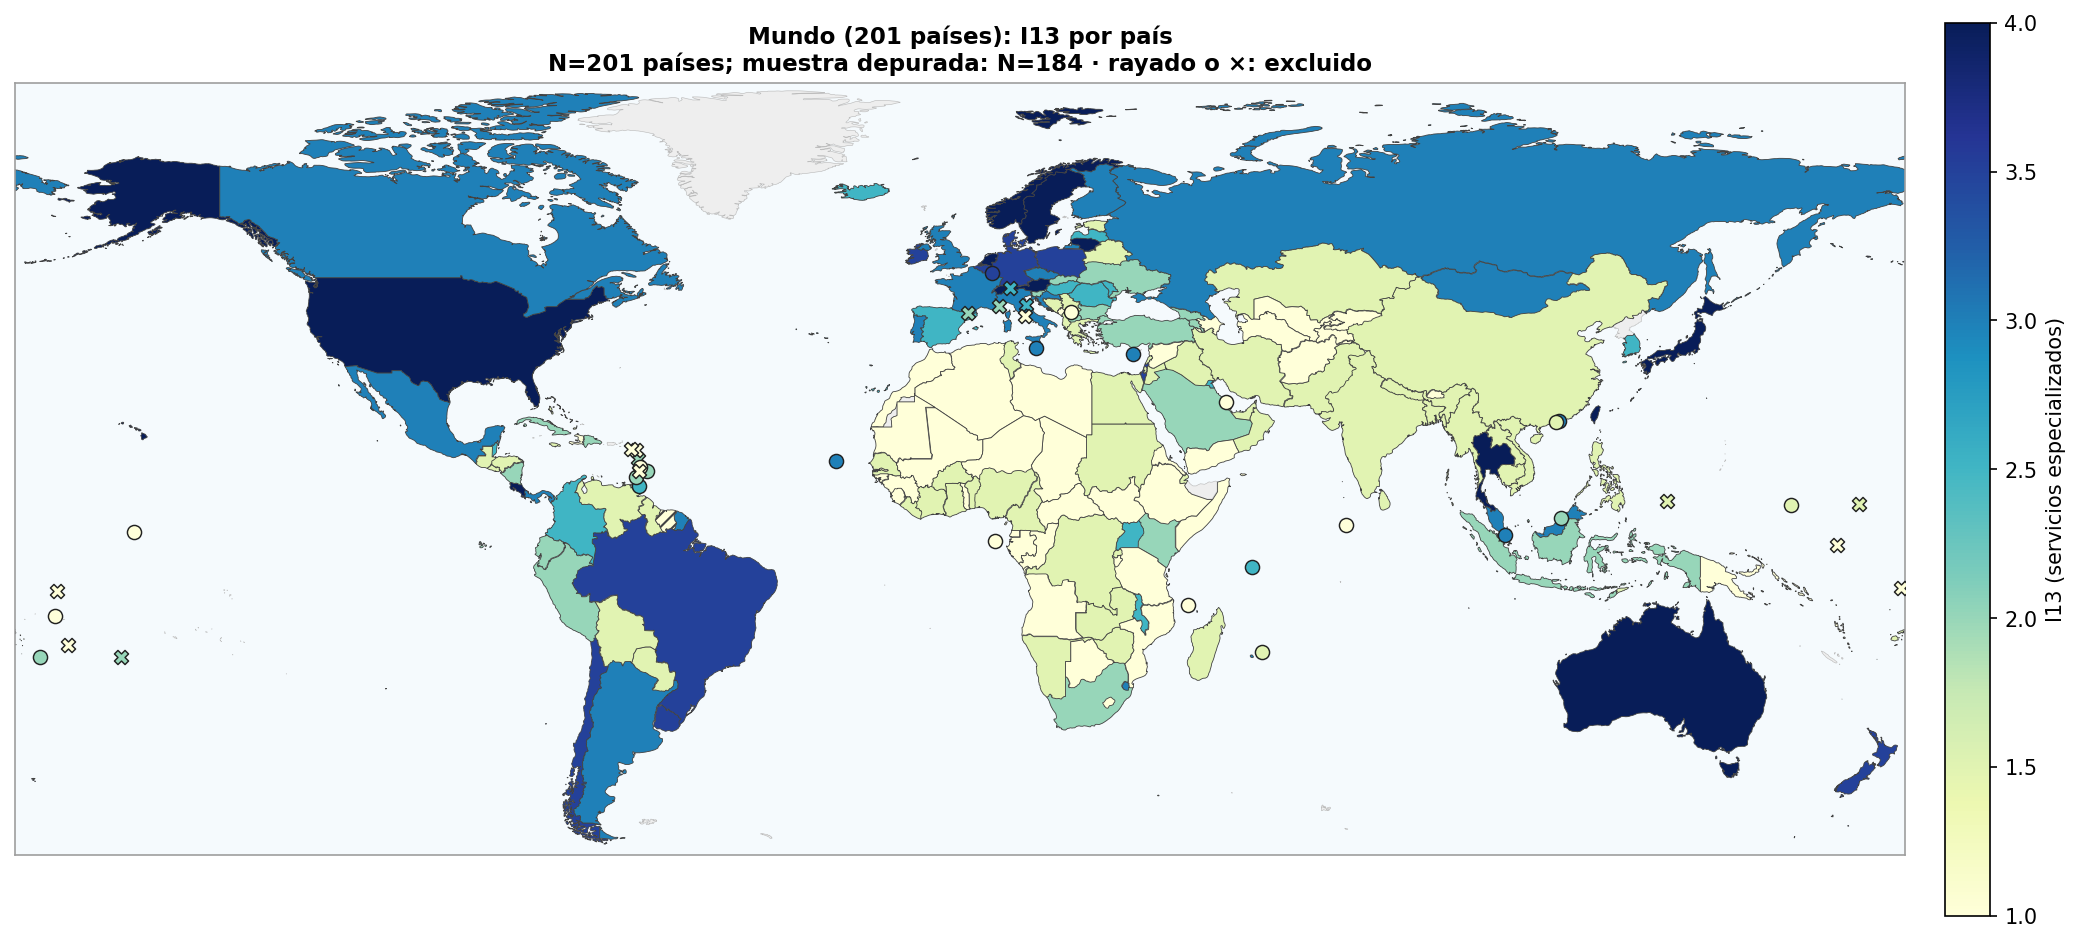 Mundo (201 países): I13 por país
N=201 países; muestra depurada: N=184 · rayado o ×: excluido
4.0
3.5
3.0
2.5
2.0
1.5
1.0
I13 (servicios especializados)